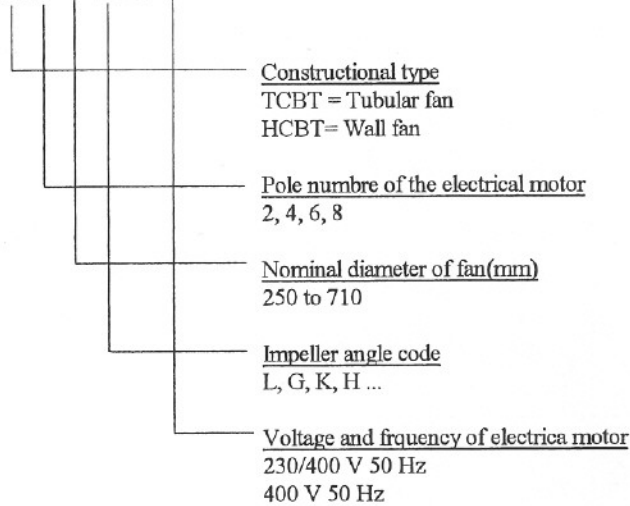 Constructional type
TCBT = Tubular fan
HCBT= Wall fan
Pole numbre of the electrical motor
2, 4, 6, 8
Nominal diameter of fan(mm)
250 to 710
Impeller angle code
L, G, K, H ...
Voltage and frquency of electrica motor
230/400 V 50 Hz
400 V 50 Hz